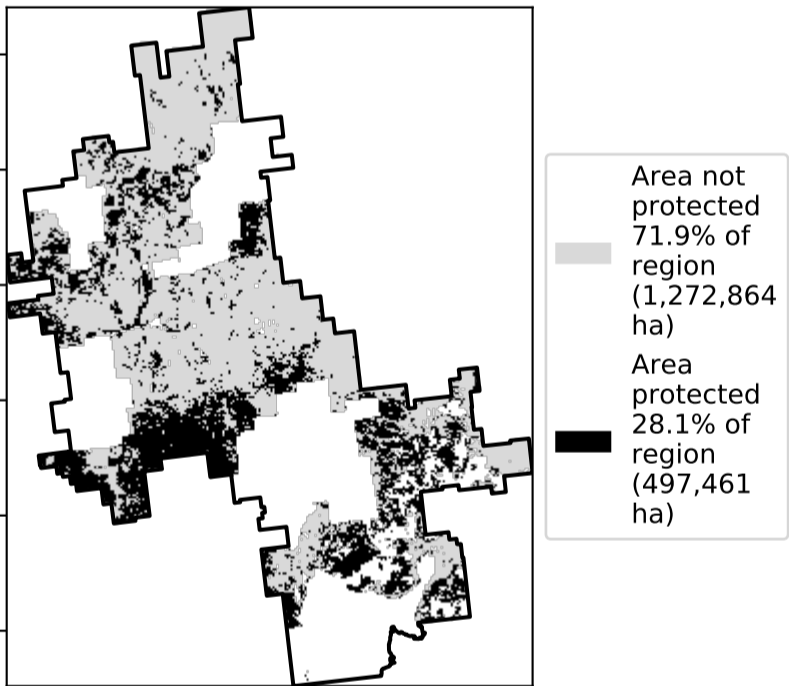 Area not
protected
71.9% of
region
(1,272,864
ha)
Area
protected
28.1% of
region
(497,461
ha)